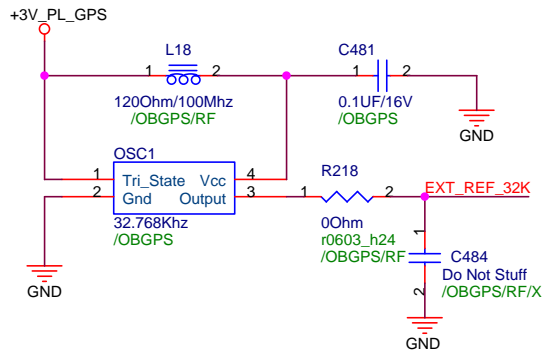 +3V_PL_GPS
L18
1 2
120Ohm/100Mhz
/OBGPS/RF
C481
1 2
0.1UF/16V
/OBGPS
GND
OSC1
1 Tri_State Vcc 4
2 Gnd Output 3
32.768Khz
/OBGPS
GND
R218
1 2
0Ohm
r0603_h24
/OBGPS/RF
EXT_REF_32K
1
C484
Do Not Stuff
/OBGPS/RF/X
2
GND